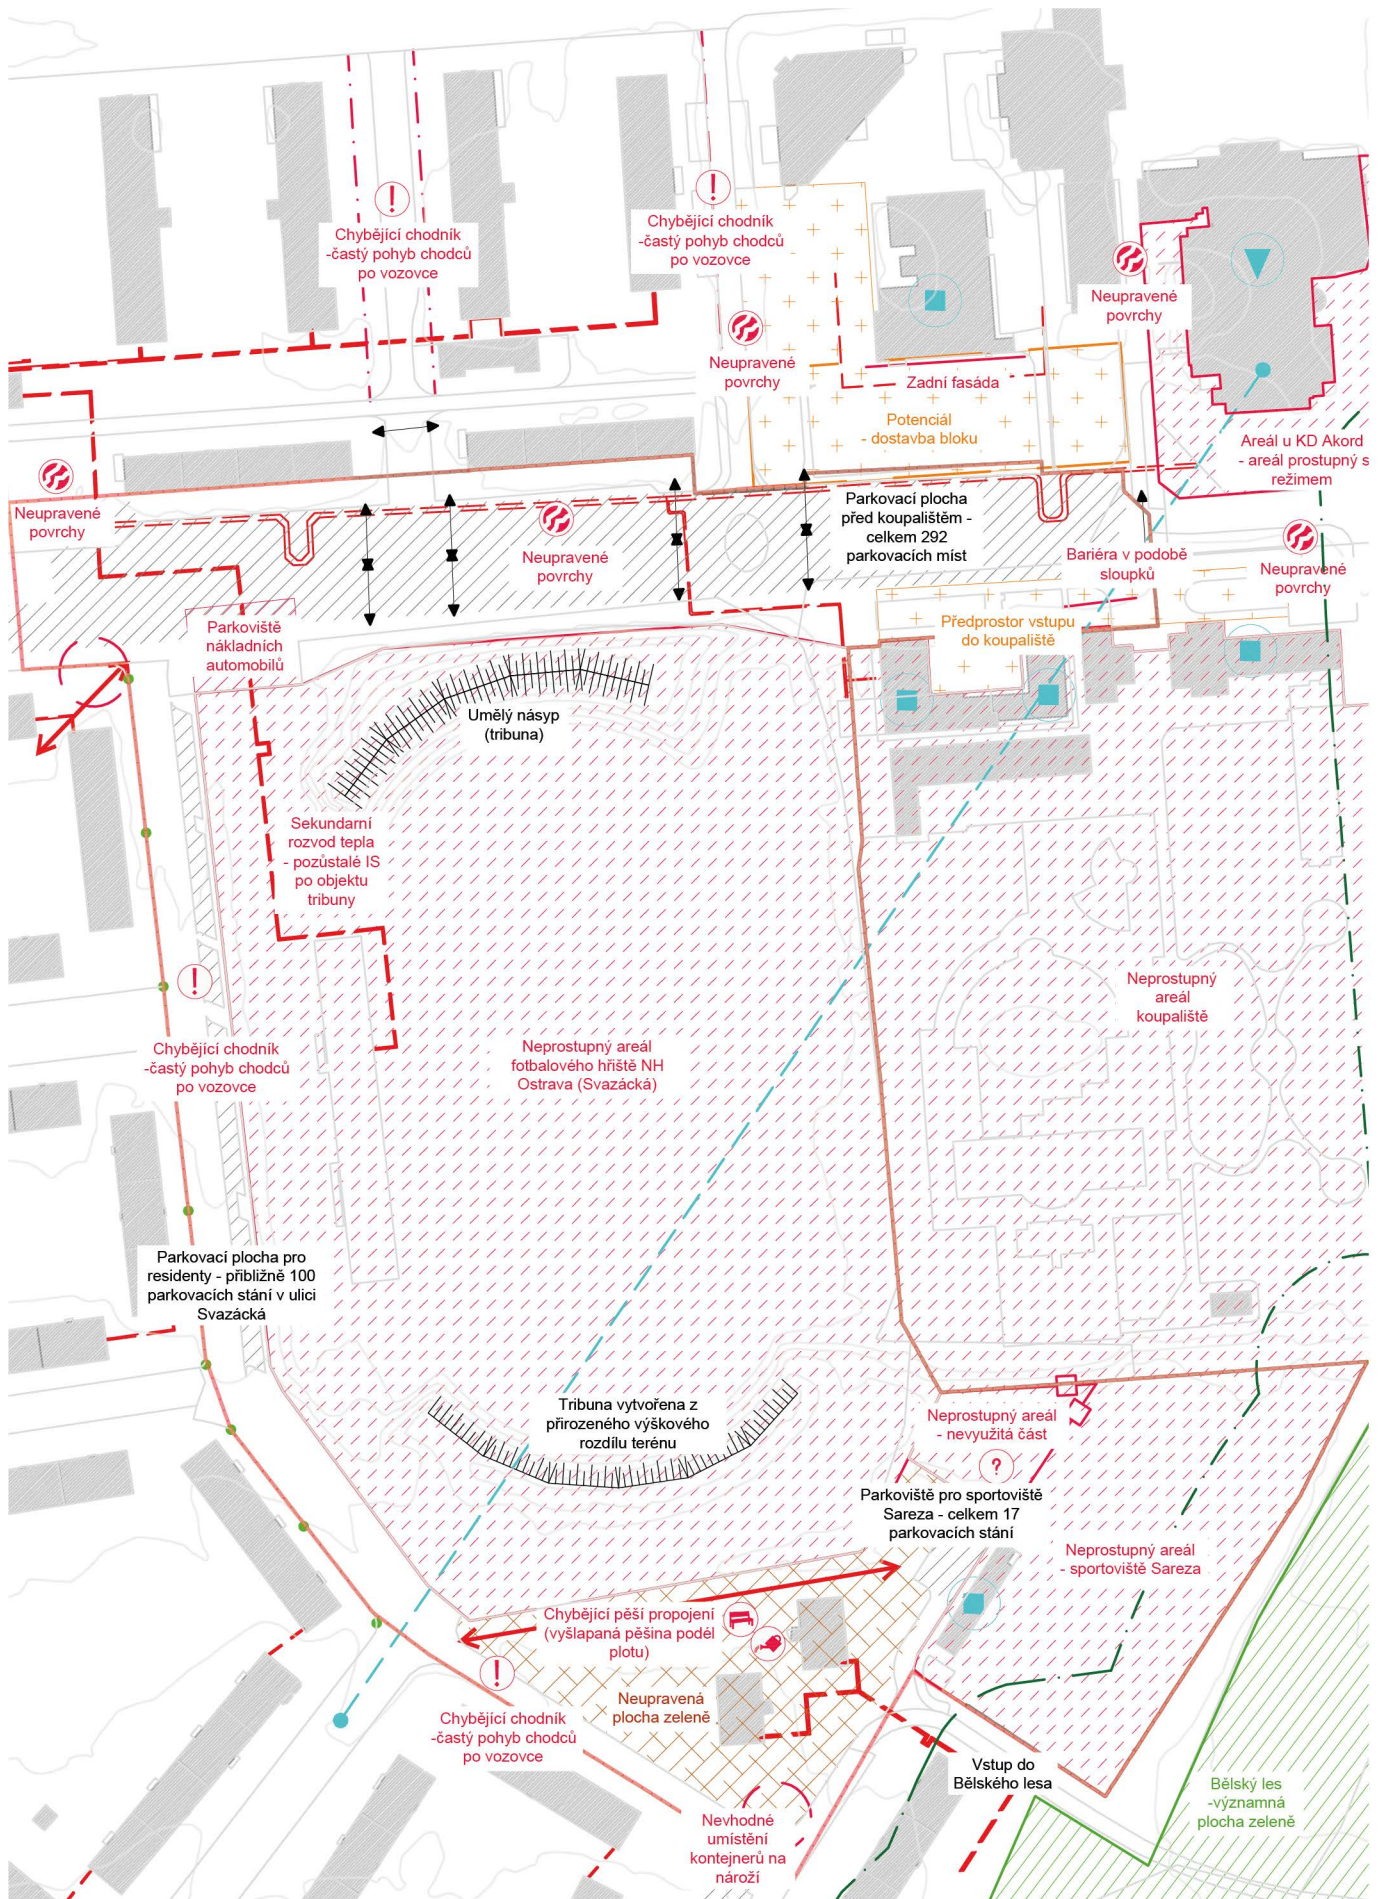 Chybějící chodník
-častý pohyb chodců
po vozovce
Chybějící chodník
-častý pohyb chodců
po vozovce
Neupravené
povrchy
Neupravené
povrchy
Zadní fasáda
Potenciál
- dostavba bloku
Areál u KD Akord
- areál prostupný s
režimem
Neupravené
povrchy
Neupravené
povrchy
Parkovací plocha
před koupalištěm -
celkem 292
parkovacích míst
Bariéra v podobě
sloupků
Neupravené
povrchy
Parkoviště
nákladních
automobilů
Předprostor vstupu
do koupaliště
Umělý násyp
(tribuna)
Sekundarní
rozvod tepla
- pozůstalé IS
po objektu
tribuny
Neprostupný
areál
koupaliště
Chybějící chodník
-častý pohyb chodců
po vozovce
Neprostupný areál
fotbalového hřiště NH
Ostrava (Svazácká)
Parkovací plocha pro
residenty - přibližně 100
parkovacích stání v ulici
Svazácká
Tribuna vytvořena z
přirozeného výškového
rozdílu terénu
Neprostupný areál
- nevyužitá část
?
Parkoviště pro sportoviště
Sareza - celkem 17
parkovacích stání
Neprostupný areál
- sportoviště Sareza
Chybějící pěší propojení
(vyšlapaná pěšina podél
plotu)
Neupravená
plocha zeleně
Chybějící chodník
-častý pohyb chodců
po vozovce
Vstup do
Bělského lesa
Bělský les
-významná
plocha zeleně
Nevhodné
umístění
kontejnerů na
nároží